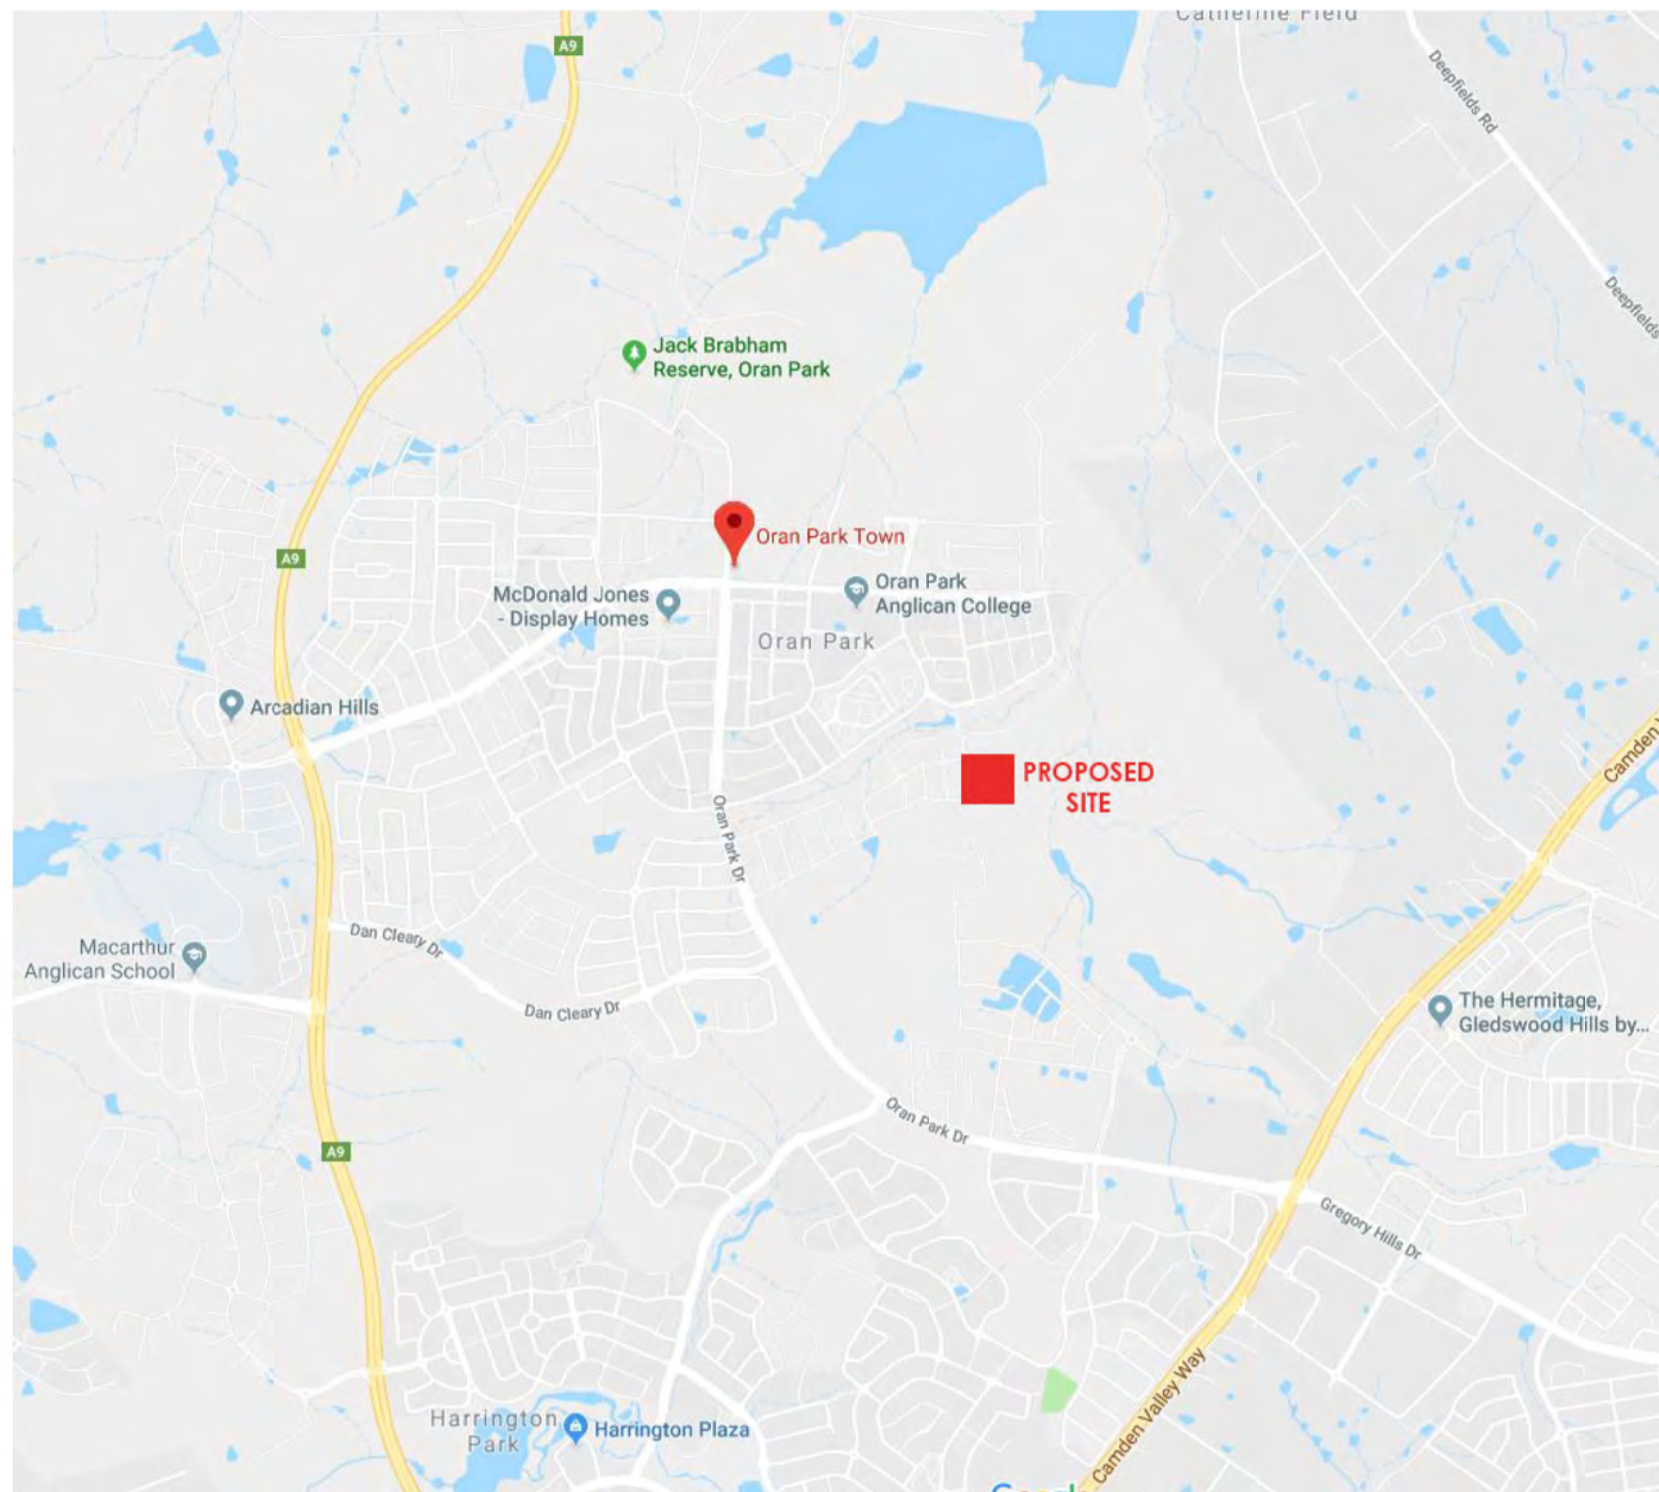 Catherine Field
A9
Deepfields Rd
Deepfields
Jack Brabham
Reserve, Oran Park
Oran Park Town
A9
Oran Park
Anglican College
McDonald Jones
- Display Homes
Oran Park
Arcadian Hills
Camden
PROPOSED
SITE
Oran Park Dr
Dan Cleary Dr
Macarthur
Anglican School
Dan Cleary Dr
The Hermitage,
Gledswood Hills by...
Oran Park Dr
A9
Gregory Hills Dr
Camden Valley Way
Harrington
Park
Harrington Plaza
Google